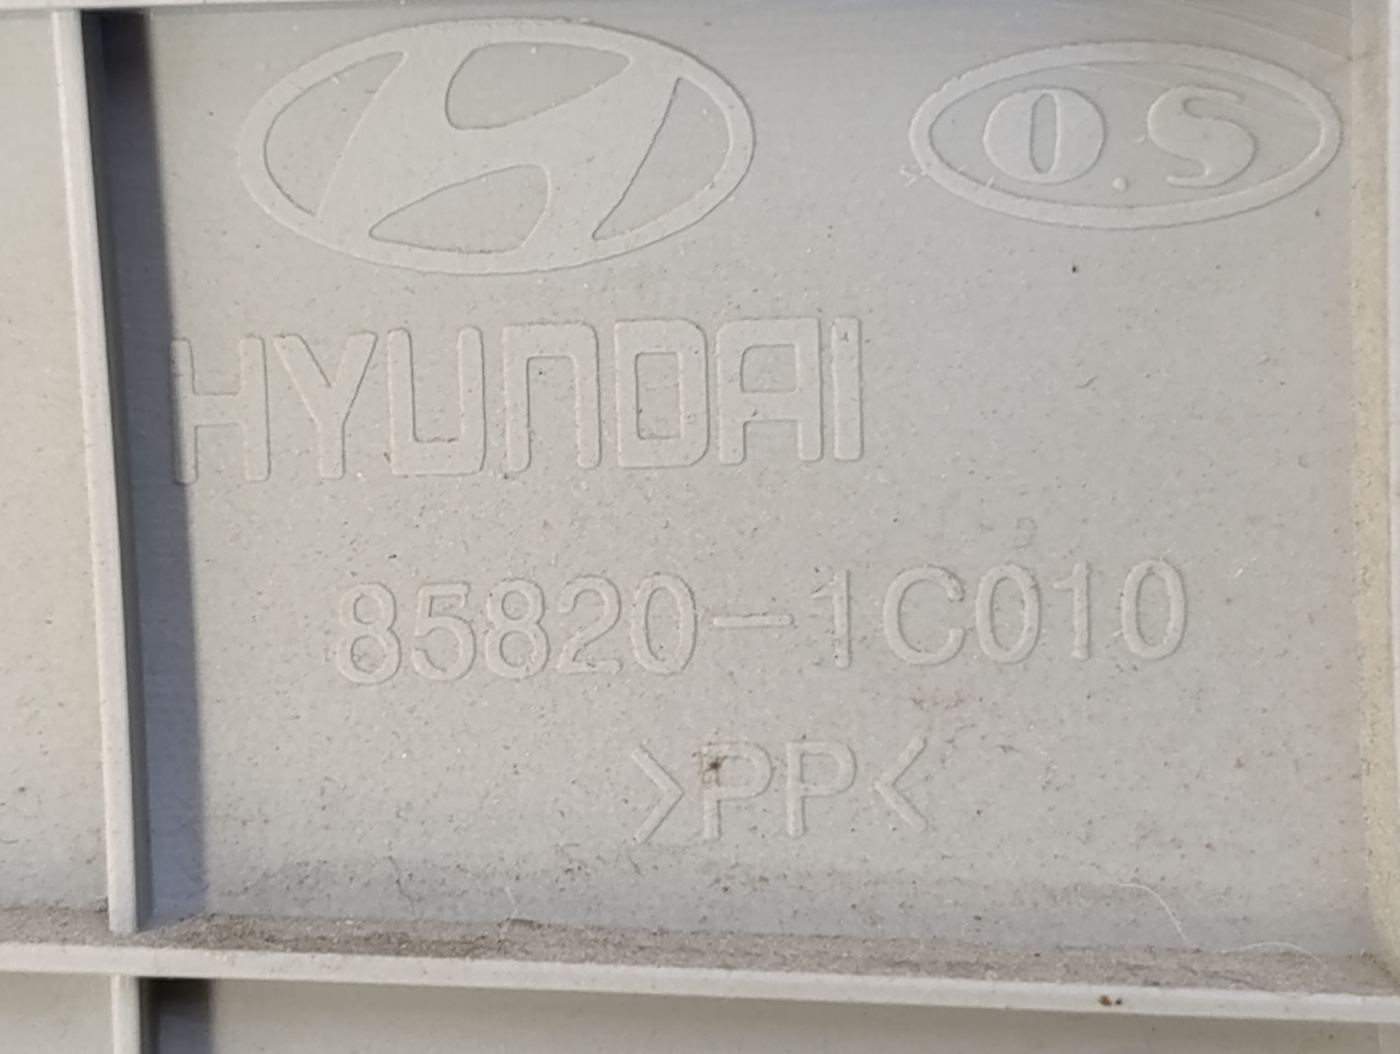 O.S
HYUNDAI
85820-1C010
>PP<